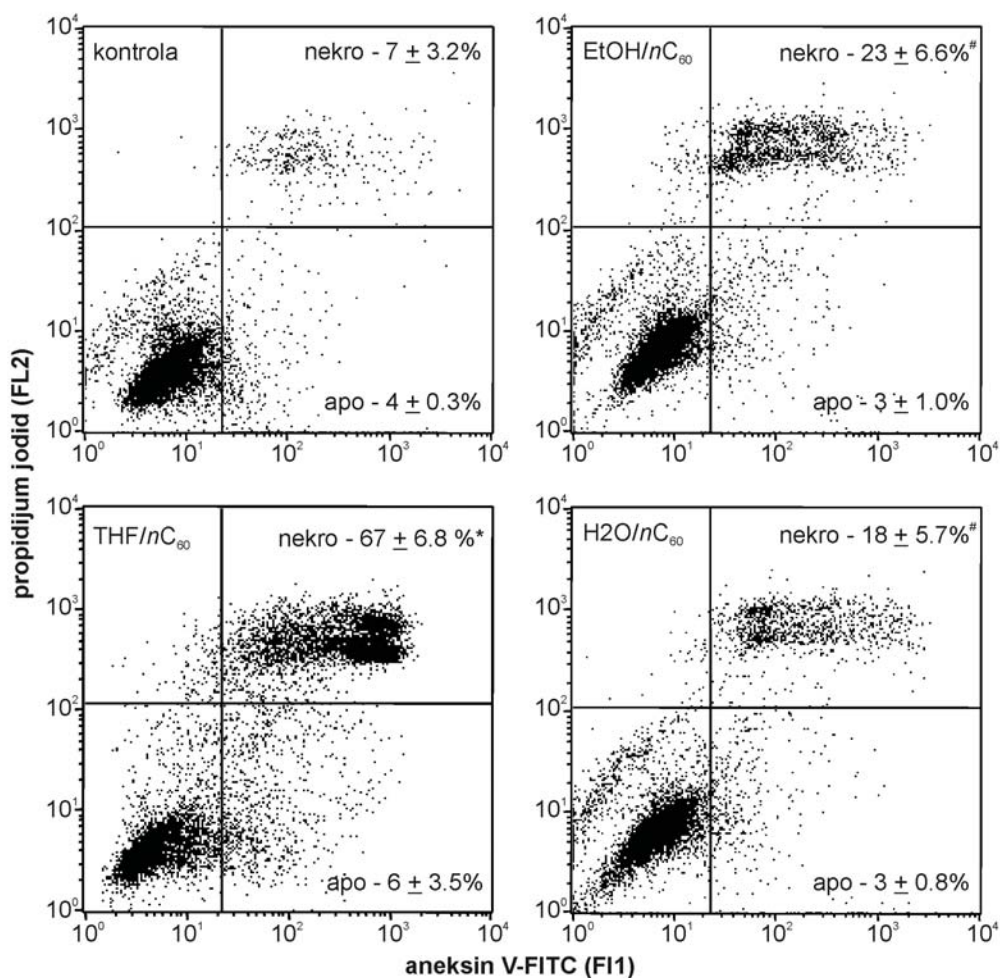 propidijum jodid (FL2)
10⁴
kontrola
nekro - 7 ± 3.2%
10³
10²
10¹
apo - 4 ± 0.3%
10⁰
10⁰ 10¹ 10² 10³ 10⁴
10⁴
EtOH/nC₆₀
nekro - 23 ± 6.6%#
10³
10²
10¹
apo - 3 ± 1.0%
10⁰
10⁰ 10¹ 10² 10³ 10⁴
10⁴
THF/nC₆₀
nekro - 67 ± 6.8 %*
10³
10²
10¹
apo - 6 ± 3.5%
10⁰
10⁰ 10¹ 10² 10³ 10⁴
10⁴
H2O/nC₆₀
nekro - 18 ± 5.7%#
10³
10²
10¹
apo - 3 ± 0.8%
10⁰
10⁰ 10¹ 10² 10³ 10⁴
aneksin V-FITC (Fl1)